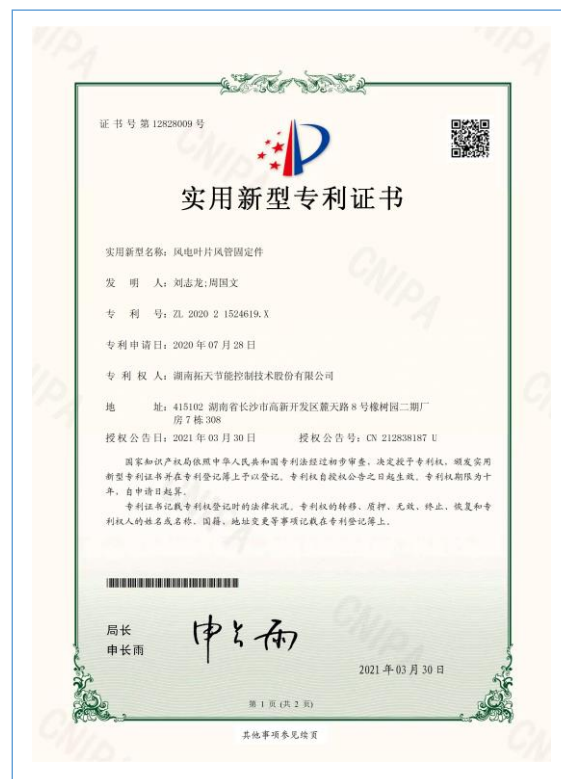 证书号第12828009号
实用新型专利证书
实用新型名称：风电叶片风管固定件
发明人：刘志龙;周国文
专利号：ZL 2020 2 1524619.X
专利申请日：2020年07月28日
专利权人：湖南拓天节能控制技术股份有限公司
地址：415102 湖南省长沙市高新开发区麓天路8号橡树园二期厂
房7栋308
授权公告日：2021年03月30日 授权公告号：CN 212838187 U
国家知识产权局依照中华人民共和国专利法经过初步审查，决定授予专利权，颁发实用
新型专利证书并在专利登记簿上予以登记。专利权自授权公告之日起生效。专利权期限为十
年，自申请日起算。
专利证书记载专利权登记时的法律状况。专利权的转移、质押、无效、终止、恢复和专
利权人的姓名或名称、国籍、地址变更等事项记载在专利登记簿上。
局长
申长雨
申长雨
2021年03月30日
第1页(共2页)
其他事项参见续页
CNIPA
CNIPA
CNIPA
CNIPA
CNIPA
CNIPA